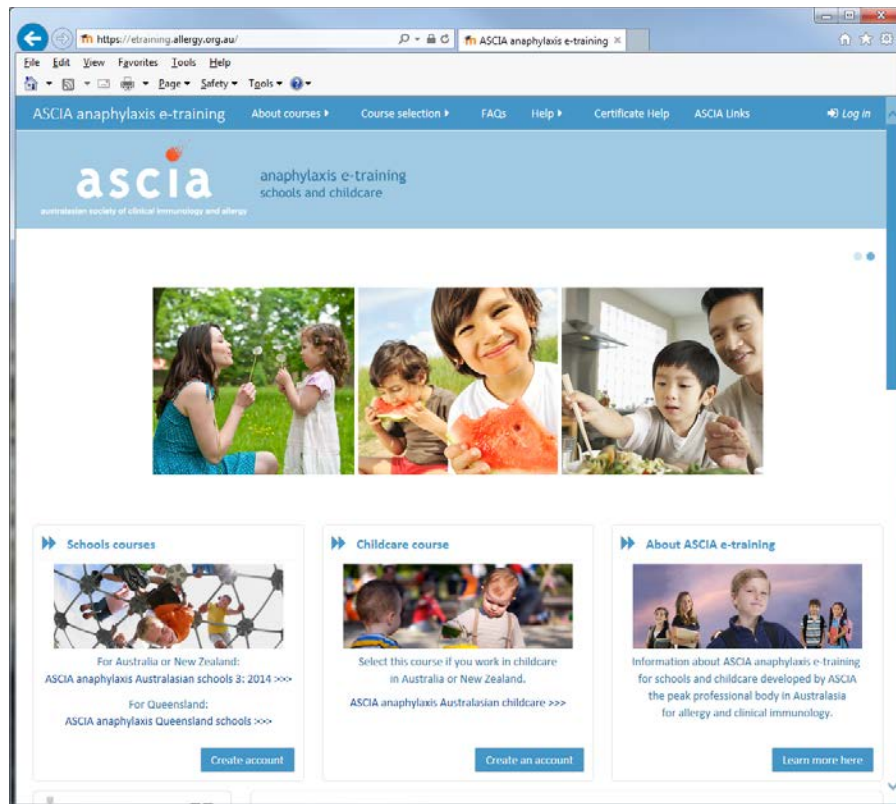 https://etraining.allergy.org.au/
ASCIA anaphylaxis e-training
File Edit View Favorites Tools Help
Page Safety Tools
ASCIA anaphylaxis e-training About courses Course selection FAQs Help Certificate Help ASCIA Links Log in
ascia
australasian society of clinical immunology and allergy
anaphylaxis e-training
schools and childcare
Schools courses
For Australia or New Zealand:
ASCIA anaphylaxis Australasian schools 3: 2014 >>>
For Queensland:
ASCIA anaphylaxis Queensland schools >>>
Create account
Childcare course
Select this course if you work in childcare
in Australia or New Zealand.
ASCIA anaphylaxis Australasian childcare >>>
Create an account
About ASCIA e-training
Information about ASCIA anaphylaxis e-training
for schools and childcare developed by ASCIA
the peak professional body in Australasia
for allergy and clinical immunology.
Learn more here